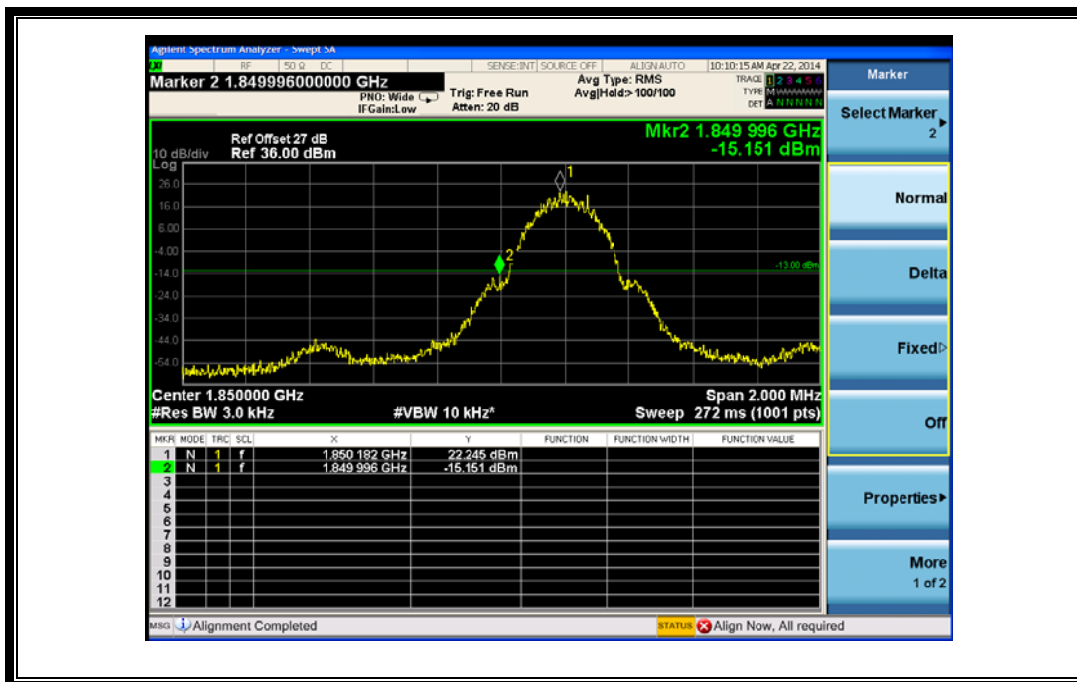 Agilent Spectrum Analyzer - Swept SA
LXI RF 50 Ω DC SENSE:INT SOURCE OFF ALIGN AUTO 10:10:15 AM Apr 22, 2014
Marker 2 1.849996000000 GHz
PNO: Wide
IFGain:Low
Trig: Free Run
Atten: 20 dB
Avg Type: RMS
Avg|Hold:> 100/100
TRACE 1 2 3 4 5 6
TYPE M
DET A N N N N N
Ref Offset 27 dB
10 dB/div Ref 36.00 dBm
Log
Mkr2 1.849 996 GHz
-15.151 dBm
26.0
16.0
6.00
-4.00
-14.0
-24.0
-34.0
-44.0
-54.0
1
2
-13.00 dBm
Center 1.850000 GHz Span 2.000 MHz
#Res BW 3.0 kHz #VBW 10 kHz* Sweep 272 ms (1001 pts)
MKR MODE TRC SCL X Y FUNCTION FUNCTION WIDTH FUNCTION VALUE
1 N 1 f 1.850 182 GHz 22.245 dBm
2 N 1 f 1.849 996 GHz -15.151 dBm
3
4
5
6
7
8
9
10
11
12
MSG Alignment Completed STATUS Align Now, All required
Marker
Select Marker
2
Normal
Delta
Fixed
Off
Properties
More
1 of 2